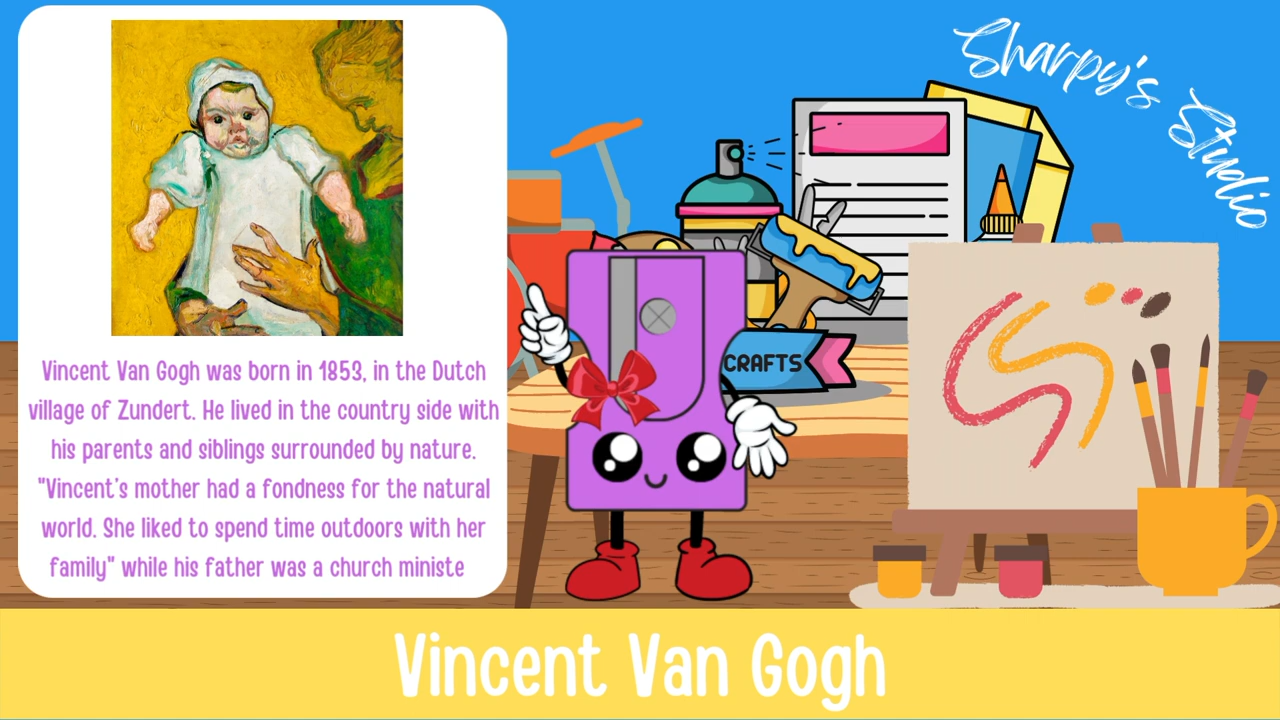 Sharpy's Studio
Vincent Van Gogh was born in 1853, in the Dutch
village of Zundert. He lived in the country side with
his parents and siblings surrounded by nature.
"Vincent's mother had a fondness for the natural
world. She liked to spend time outdoors with her
family" while his father was a church ministe
CRAFTS
Vincent Van Gogh